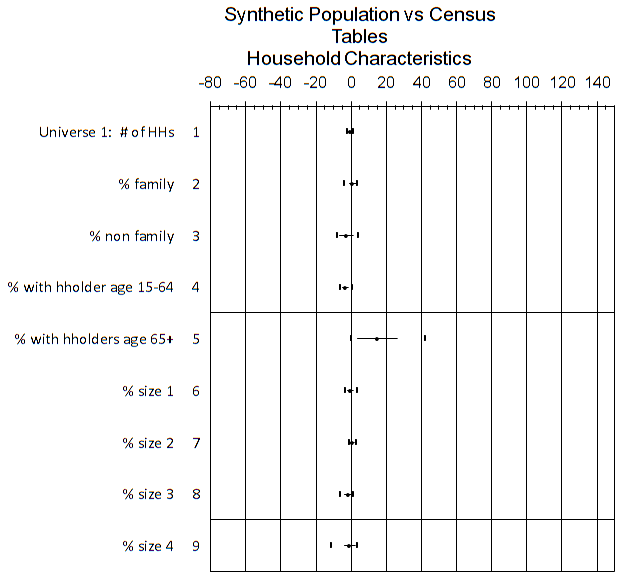 Synthetic Population vs Census
Tables
Household Characteristics
-80 -60 -40 -20 0 20 40 60 80 100 120 140
Universe 1:  # of HHs 1
% family 2
% non family 3
% with hholder age 15-64 4
% with hholders age 65+ 5
% size 1 6
% size 2 7
% size 3 8
% size 4 9